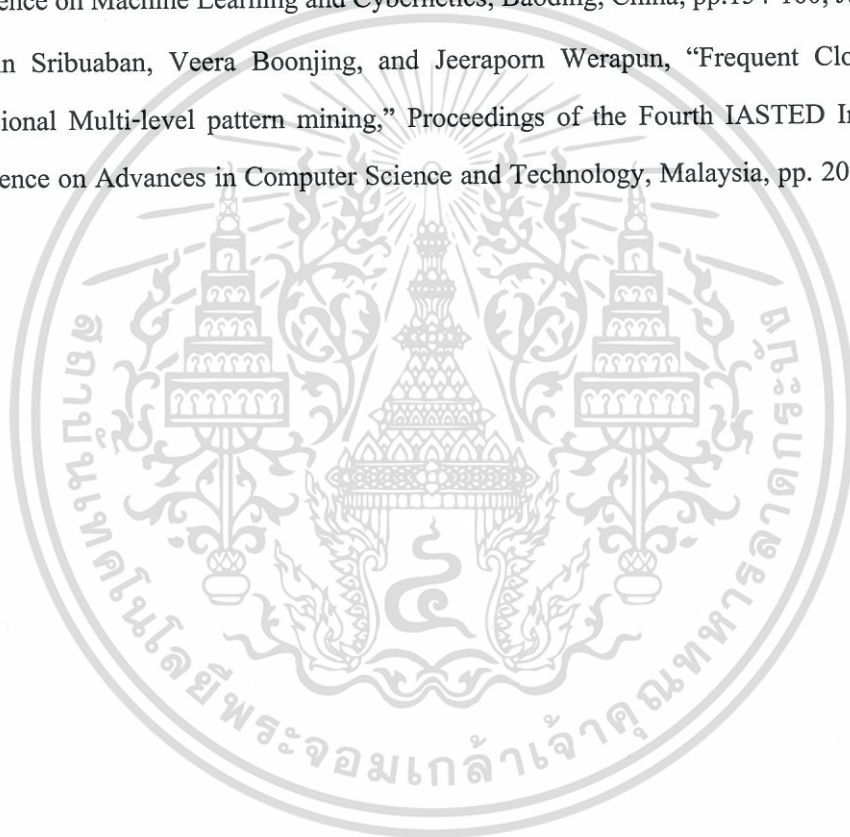 ence on Machine Learning and Cybernetics, Baoding, China, pp.154-160, J
n Sribuaban, Veera Boonjing, and Jeeraporn Werapun, “Frequent Clo
ional Multi-level pattern mining,” Proceedings of the Fourth IASTED In
ence on Advances in Computer Science and Technology, Malaysia, pp. 20
สถาบันเทคโนโลยีพระจอมเกล้าเจ้าคุณทหารลาดกระบัง
๔